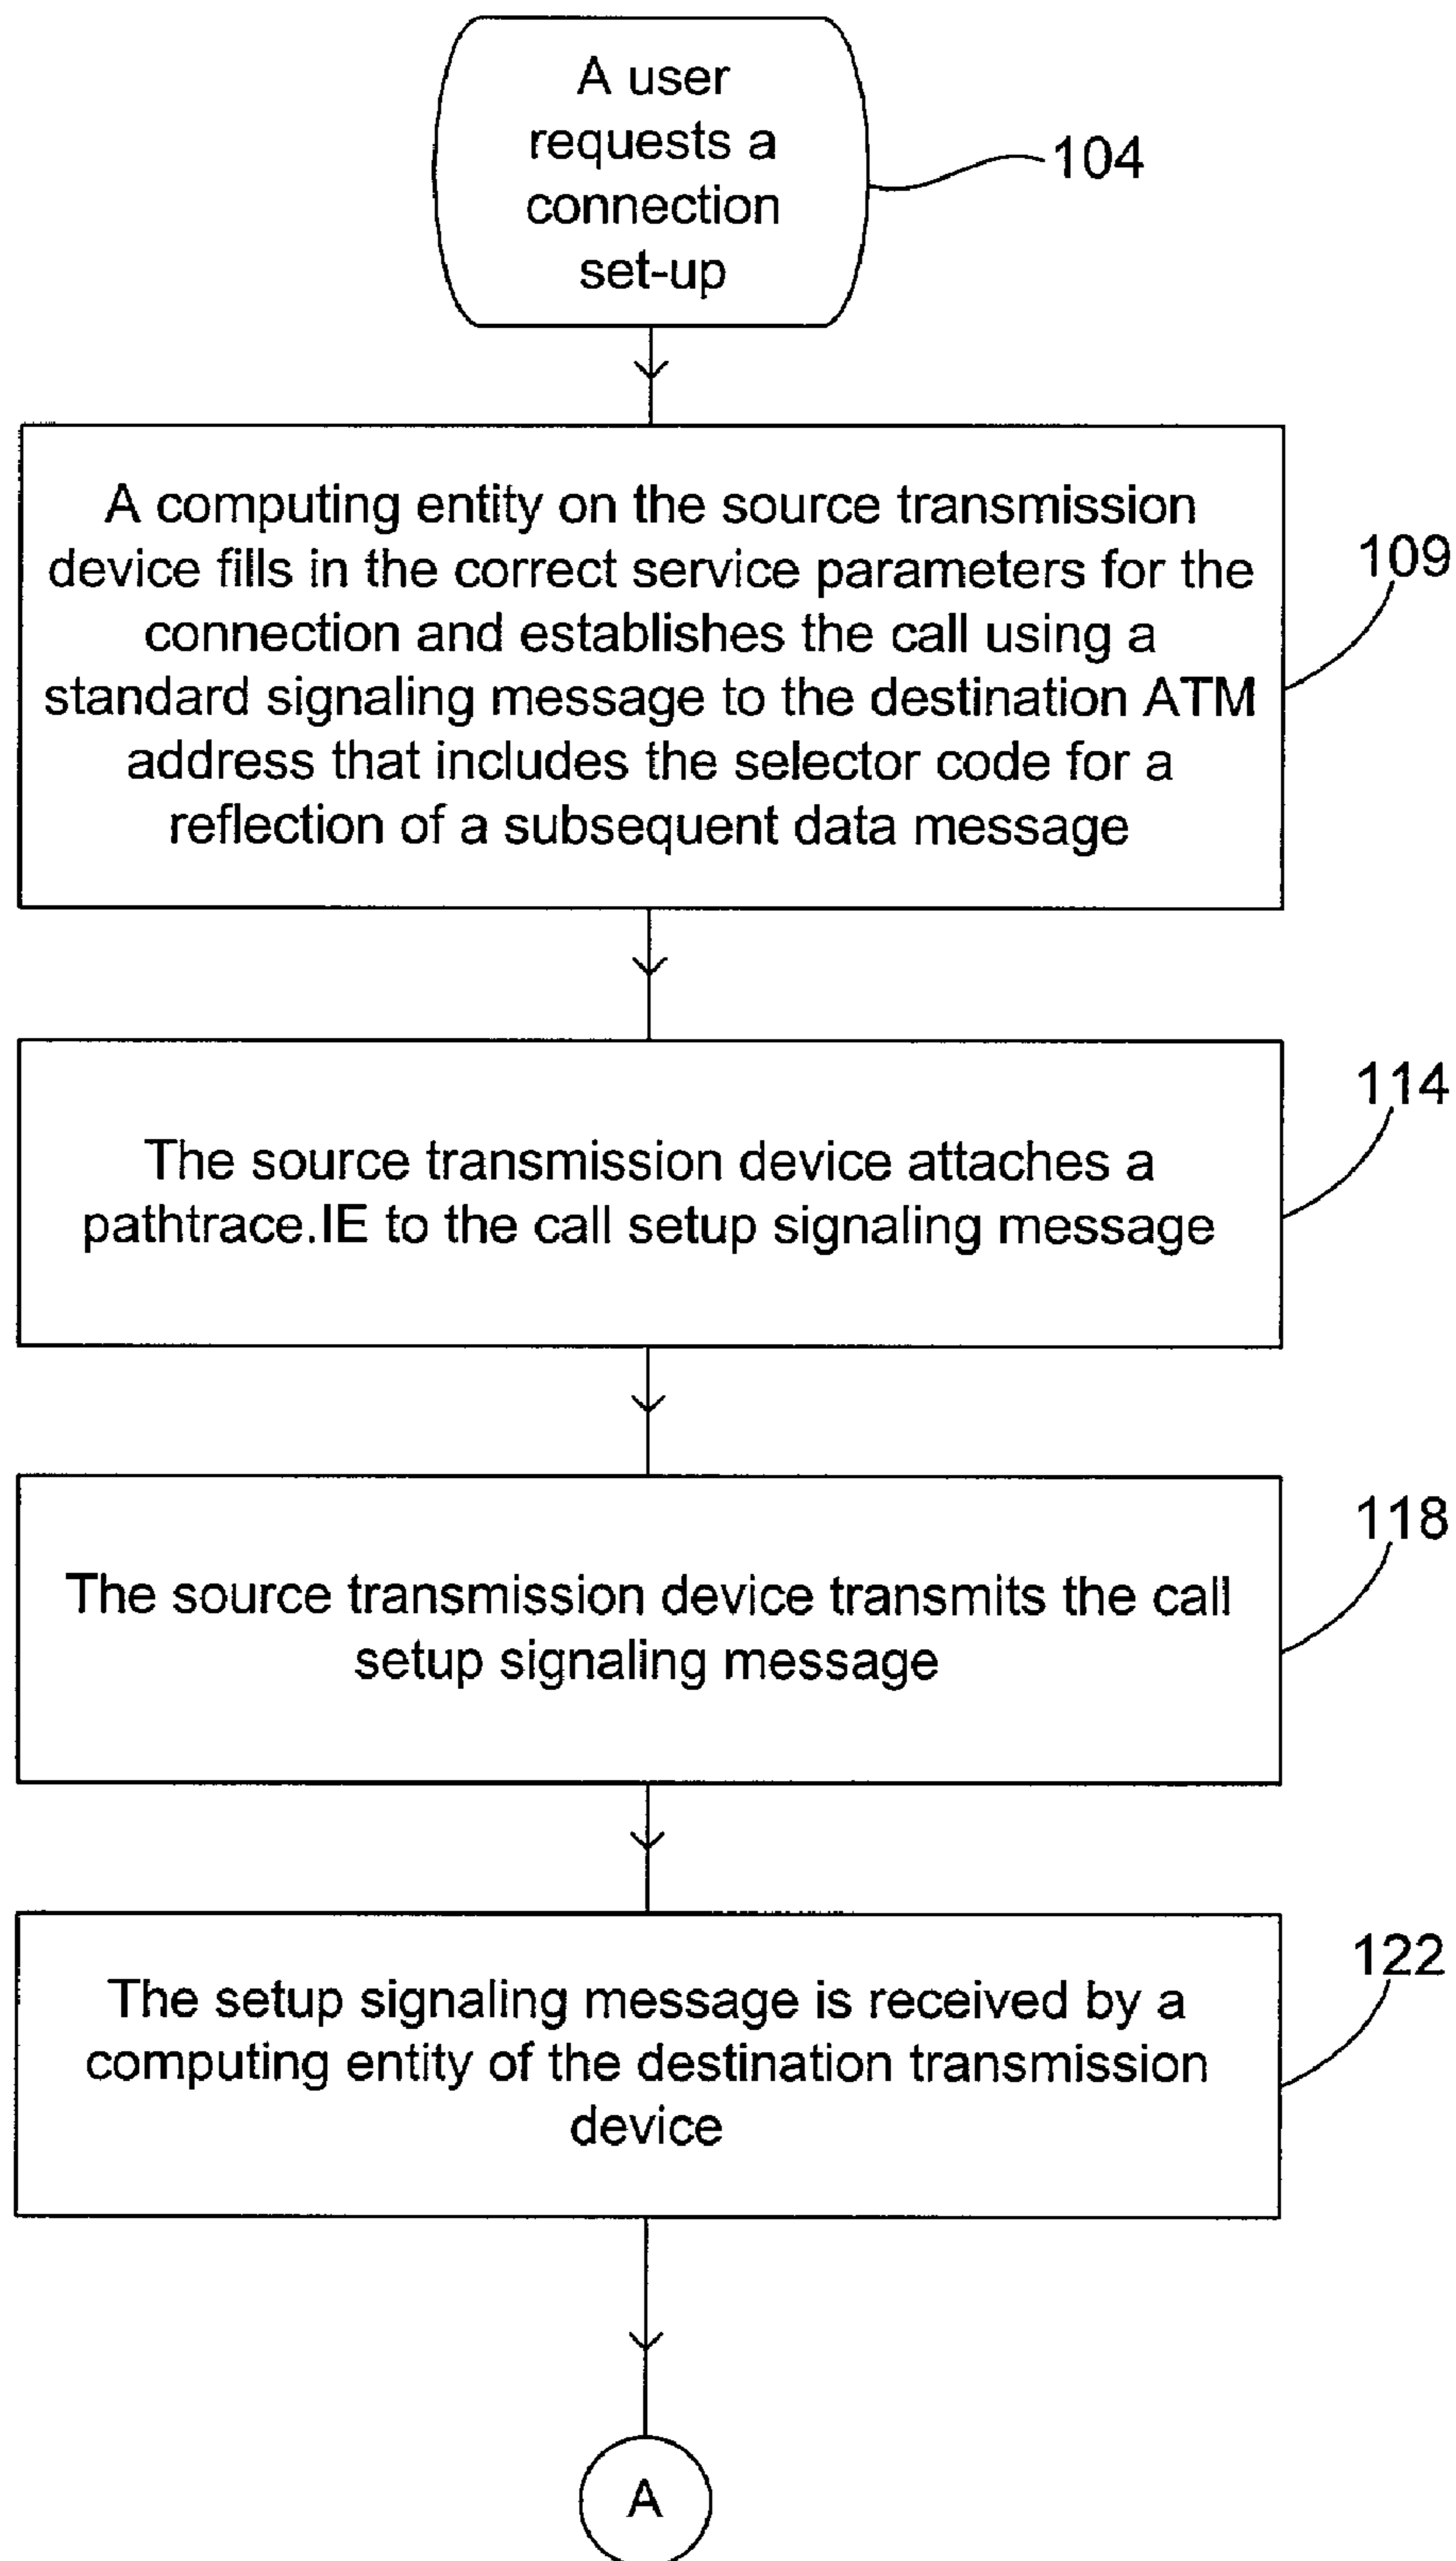 A user
requests a
connection
set-up
104
A computing entity on the source transmission
device fills in the correct service parameters for the
connection and establishes the call using a
standard signaling message to the destination ATM
address that includes the selector code for a
reflection of a subsequent data message
109
The source transmission device attaches a
pathtrace.IE to the call setup signaling message
114
The source transmission device transmits the call
setup signaling message
118
The setup signaling message is received by a
computing entity of the destination transmission
device
122
A